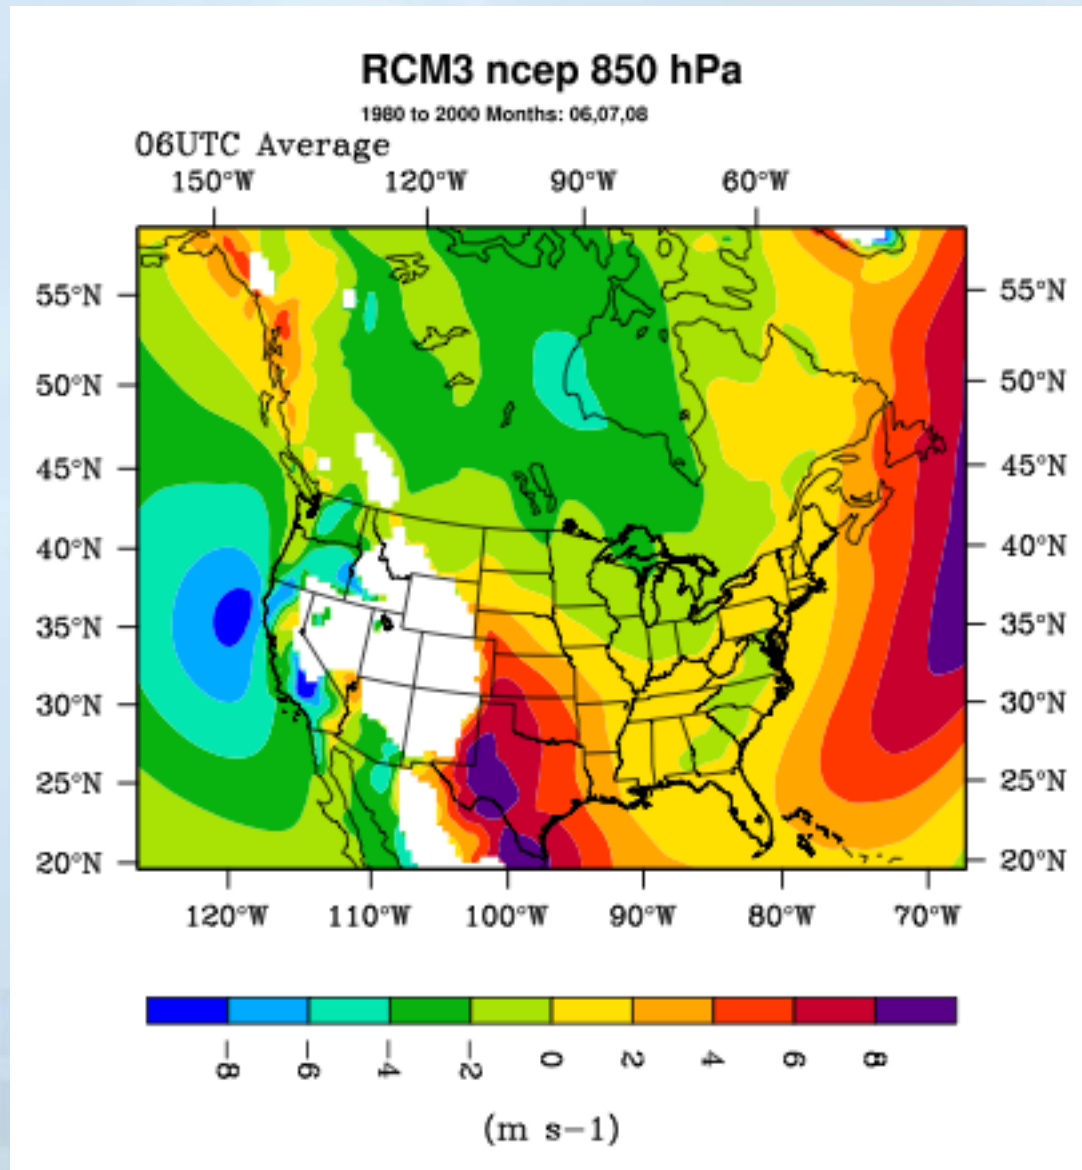 RCM3 ncep 850 hPa
1980 to 2000 Months: 06,07,08
06UTC Average
150°W 120°W 90°W 60°W
55°N 55°N
50°N 50°N
45°N 45°N
40°N 40°N
35°N 35°N
30°N 30°N
25°N 25°N
20°N 20°N
120°W 110°W 100°W 90°W 80°W 70°W
−8 −6 −4 −2 0 2 4 6 8
(m s−1)